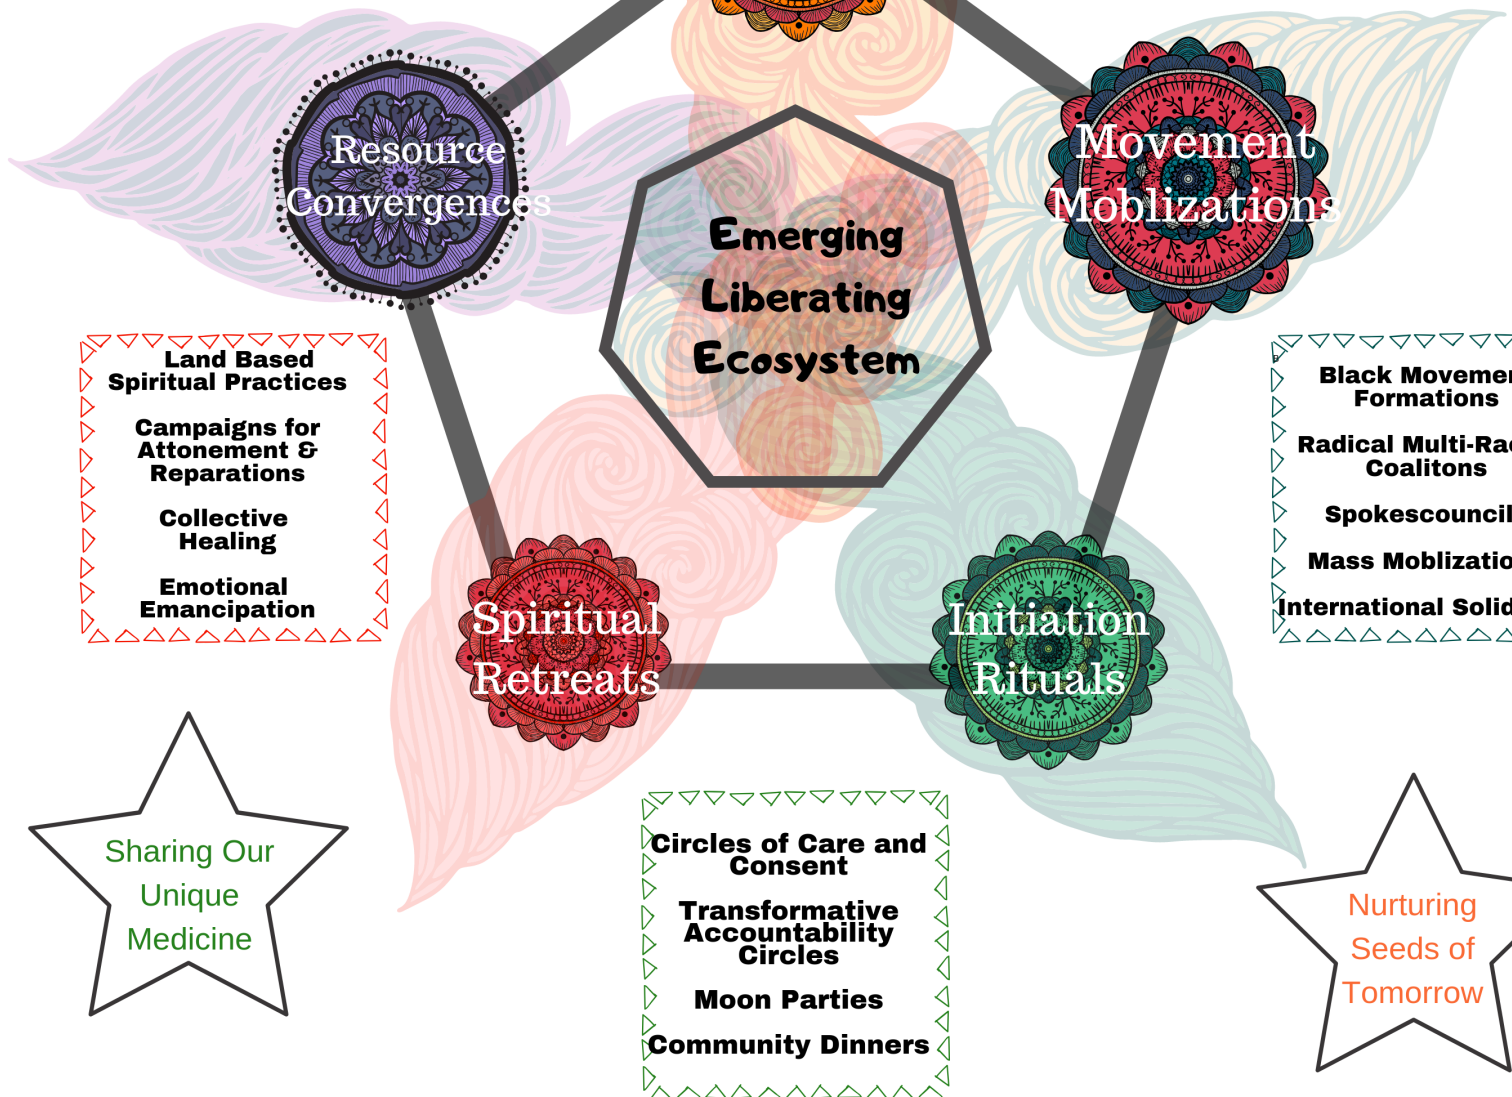 Resource
Convergences
Movement
Moblizations
Emerging
Liberating
Ecosystem
Land Based
Spiritual Practices
Campaigns for
Attonement &
Reparations
Collective
Healing
Emotional
Emancipation
B
Black Moveme
Formations
Radical Multi-Ra
Coalitons
Spokescouncil
Mass Moblizatio
International Solid
Spiritual
Retreats
Initiation
Rituals
Sharing Our
Unique
Medicine
Circles of Care and
Consent
Transformative
Accountability
Circles
Moon Parties
Community Dinners
Nurturing
Seeds of
Tomorrow